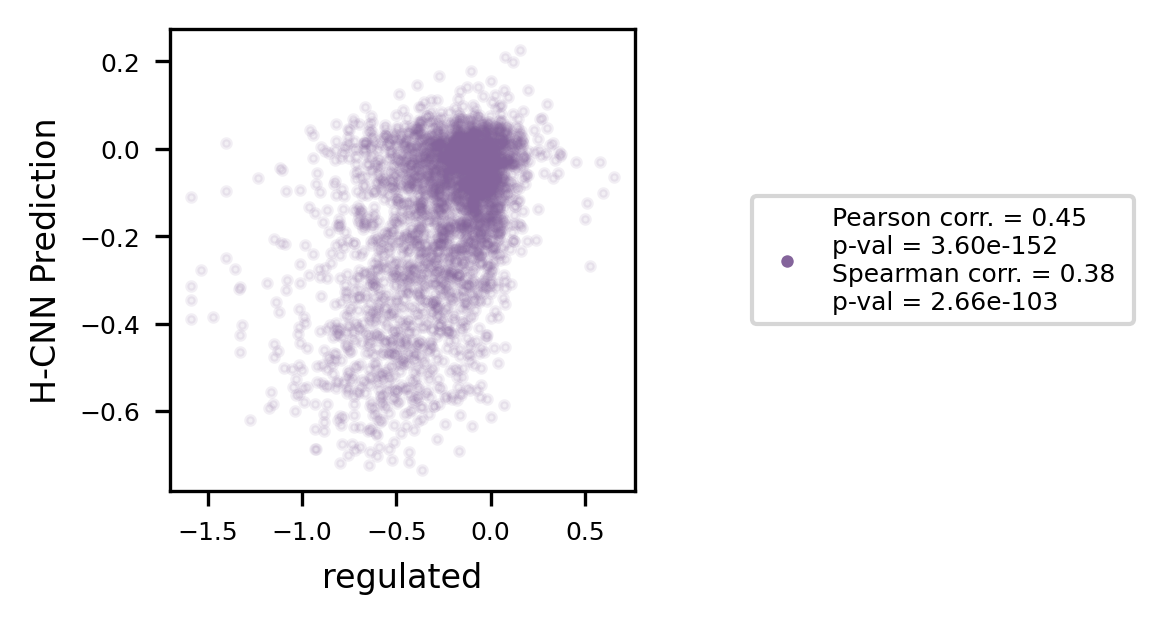 0.2
0.0
−0.2
−0.4
−0.6
H-CNN Prediction
−1.5
−1.0
−0.5
0.0
0.5
regulated
Pearson corr. = 0.45
p-val = 3.60e-152
Spearman corr. = 0.38
p-val = 2.66e-103